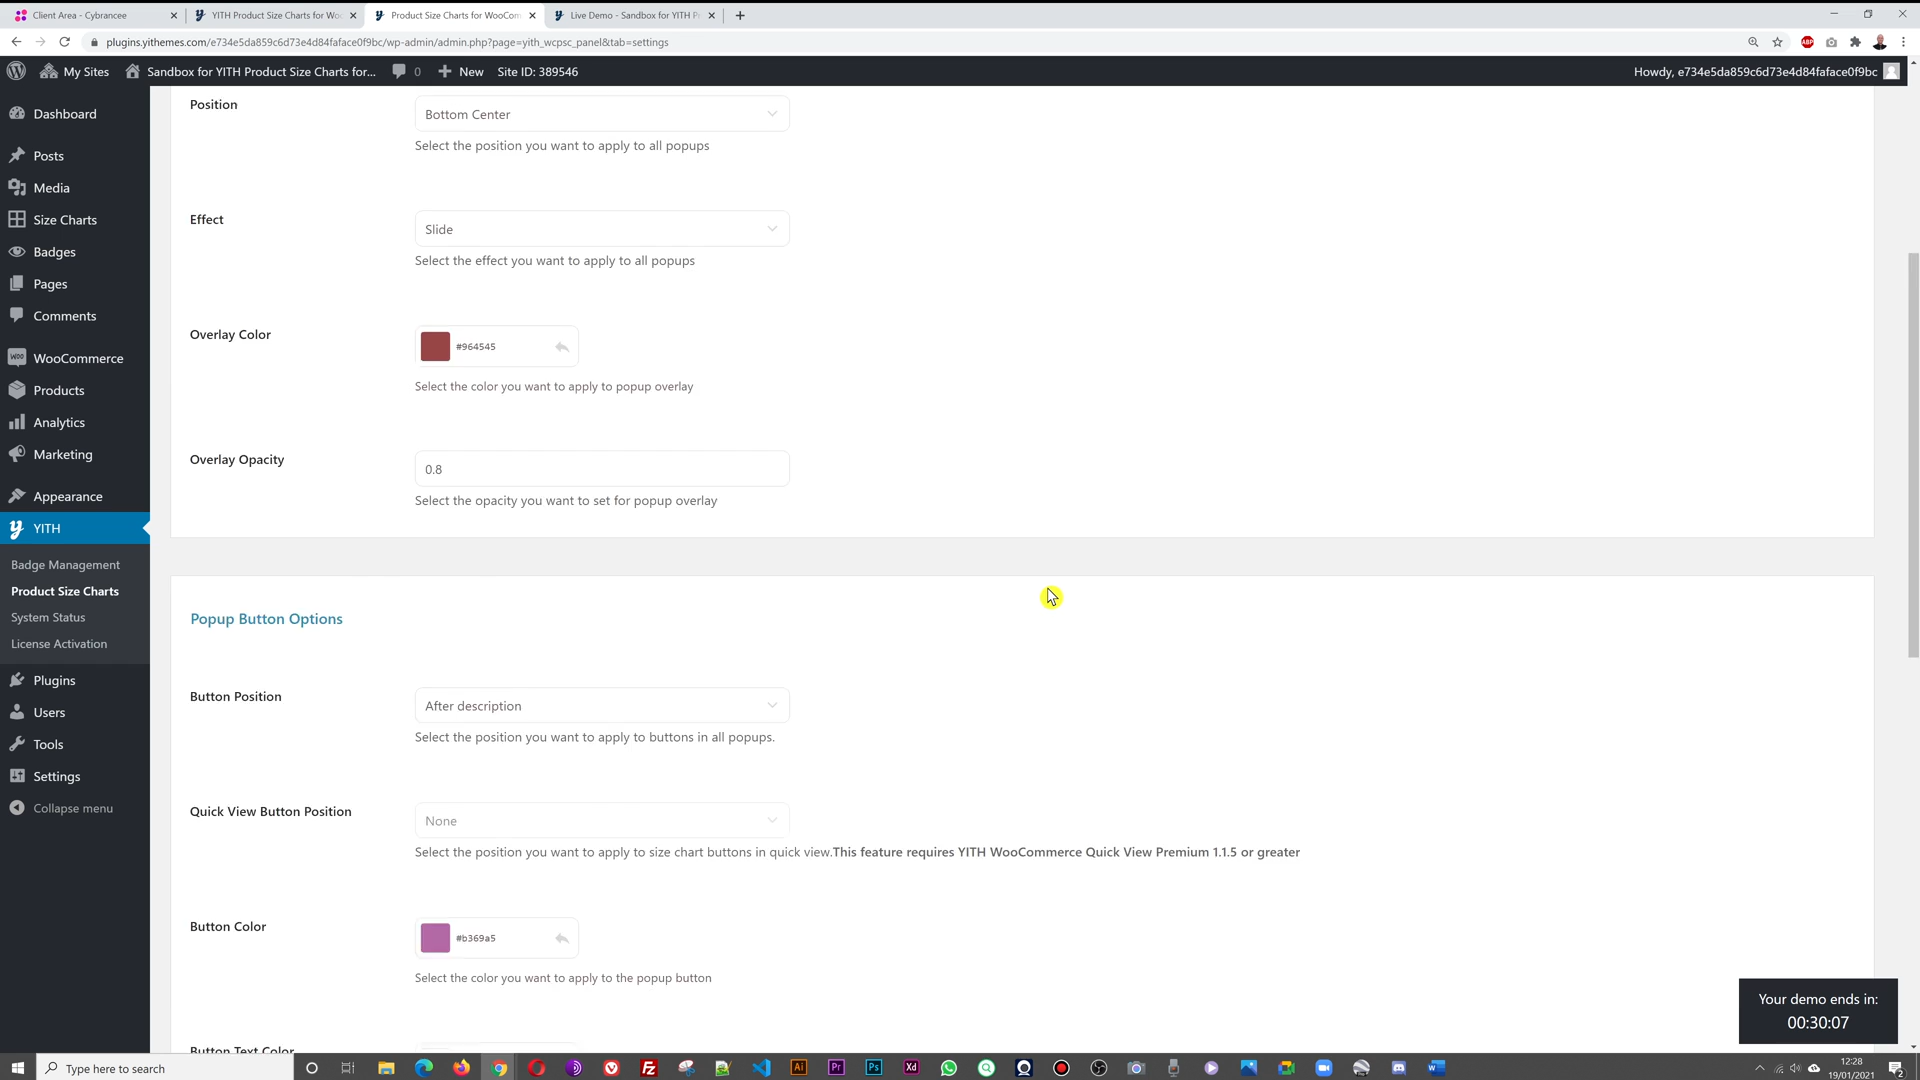 Client Area - Cybrancee
YITH Product Size Charts for Wo
Product Size Charts for WooCom
Live Demo - Sandbox for YITH P
plugins.yithemes.com/e734e5da859c6d73e4d84faface0f9bc/wp-admin/admin.php?page=yith_wcpsc_panel&tab=settings
My Sites
Sandbox for YITH Product Size Charts for...
0
New
Site ID: 389546
Howdy, e734e5da859c6d73e4d84faface0f9bc
Dashboard
Posts
Media
Size Charts
Badges
Pages
Comments
WooCommerce
Products
Analytics
Marketing
Appearance
YITH
Badge Management
Product Size Charts
System Status
License Activation
Plugins
Users
Tools
Settings
Collapse menu
Position
Bottom Center
Select the position you want to apply to all popups
Effect
Slide
Select the effect you want to apply to all popups
Overlay Color
#964545
Select the color you want to apply to popup overlay
Overlay Opacity
0.8
Select the opacity you want to set for popup overlay
Popup Button Options
Button Position
After description
Select the position you want to apply to buttons in all popups.
Quick View Button Position
None
Select the position you want to apply to size chart buttons in quick view.This feature requires YITH WooCommerce Quick View Premium 1.1.5 or greater
Button Color
#b369a5
Select the color you want to apply to the popup button
Button Text Color
Your demo ends in:
00:30:07
Type here to search
12:28
19/01/2021